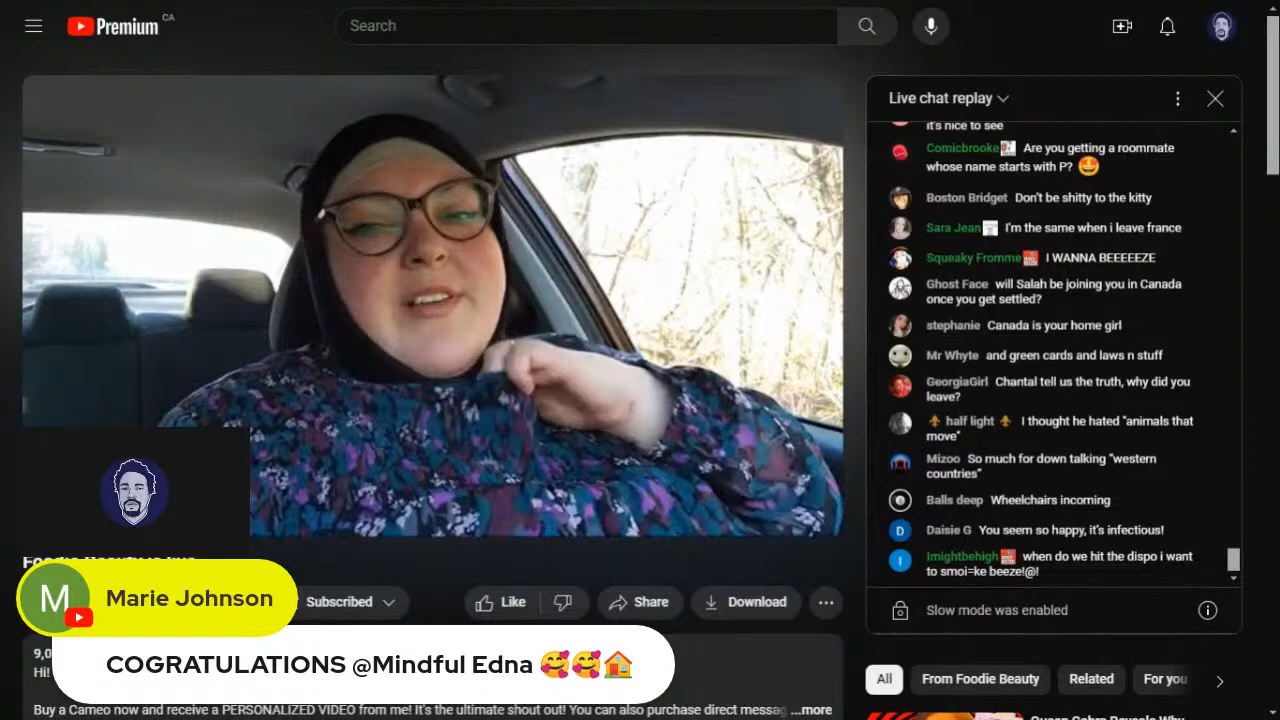 Premium CA
Search
Live chat replay
it's nice to see
Comicbrooke Are you getting a roommate
whose name starts with P?
Boston Bridget Don't be shitty to the kitty
Sara Jean I'm the same when i leave france
Squeaky Fromme I WANNA BEEEEZE
Ghost Face will Salah be joining you in Canada
once you get settled?
stephanie Canada is your home girl
Mr Whyte and green cards and laws n stuff
GeorgiaGirl Chantal tell us the truth, why did you
leave?
half light I thought he hated "animals that
move"
Mizoo So much for down talking "western
countries"
Balls deep Wheelchairs incoming
D Daisie G You seem so happy, it's infectious!
I Imightbehigh when do we hit the dispo i want
to smoi=ke beeze!@!
Slow mode was enabled
M Marie Johnson
Subscribed
Like
Share
Download
COGRATULATIONS @Mindful Edna 🥰🥰🏠
9,0
Hi!
Buy a Cameo now and receive a PERSONALIZED VIDEO from me! It's the ultimate shout out! You can also purchase direct messag ...more
All
From Foodie Beauty
Related
For you